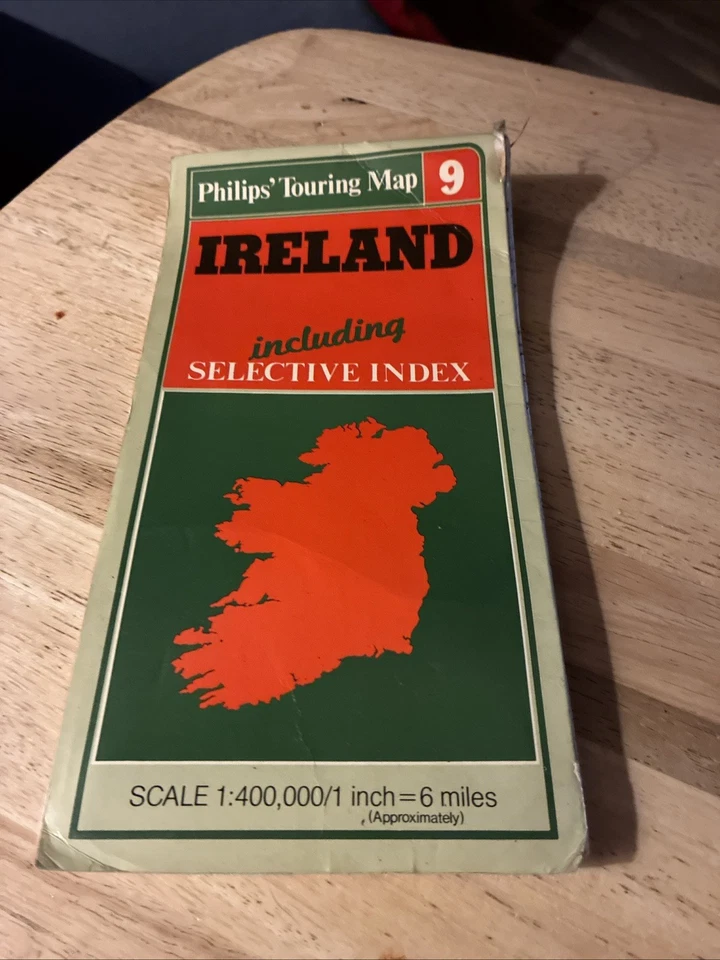 Philips' Touring Map 9
IRELAND
including
SELECTIVE INDEX
SCALE 1:400,000/1 inch=6 miles
(Approximately)